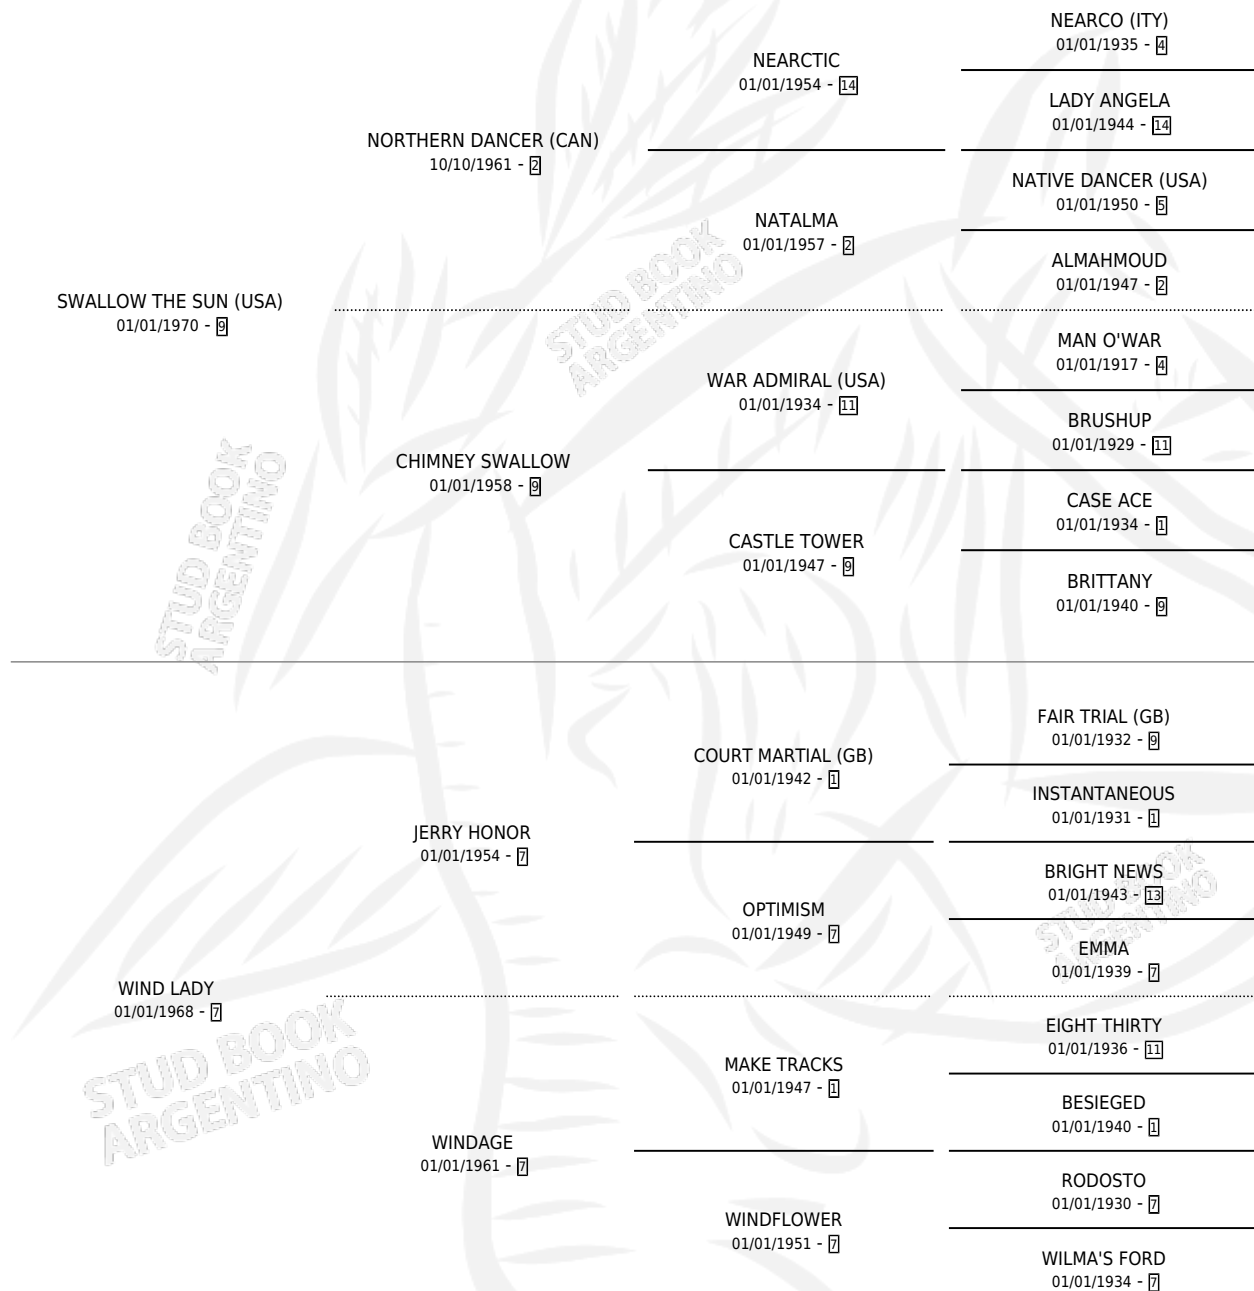 NEARCO (ITY)
01/01/1935 - 4
NEARCTIC
01/01/1954 - 14
LADY ANGELA
01/01/1944 - 14
NORTHERN DANCER (CAN)
10/10/1961 - 2
NATIVE DANCER (USA)
01/01/1950 - 5
NATALMA
01/01/1957 - 2
ALMAHMOUD
01/01/1947 - 2
SWALLOW THE SUN (USA)
01/01/1970 - 9
MAN O'WAR
01/01/1917 - 4
WAR ADMIRAL (USA)
01/01/1934 - 11
BRUSHUP
01/01/1929 - 11
CHIMNEY SWALLOW
01/01/1958 - 9
CASE ACE
01/01/1934 - 1
CASTLE TOWER
01/01/1947 - 9
BRITTANY
01/01/1940 - 9
STUD BOOK
ARGENTINO
STUD BOOK
ARGENTINO
FAIR TRIAL (GB)
01/01/1932 - 9
COURT MARTIAL (GB)
01/01/1942 - 1
INSTANTANEOUS
01/01/1931 - 1
JERRY HONOR
01/01/1954 - 7
BRIGHT NEWS
01/01/1943 - 13
OPTIMISM
01/01/1949 - 7
EMMA
01/01/1939 - 7
STUD BOOK
ARGENTINO
WIND LADY
01/01/1968 - 7
EIGHT THIRTY
01/01/1936 - 11
MAKE TRACKS
01/01/1947 - 1
BESIEGED
01/01/1940 - 1
STUD BOOK
ARGENTINO
WINDAGE
01/01/1961 - 7
RODOSTO
01/01/1930 - 7
WINDFLOWER
01/01/1951 - 7
WILMA'S FORD
01/01/1934 - 7